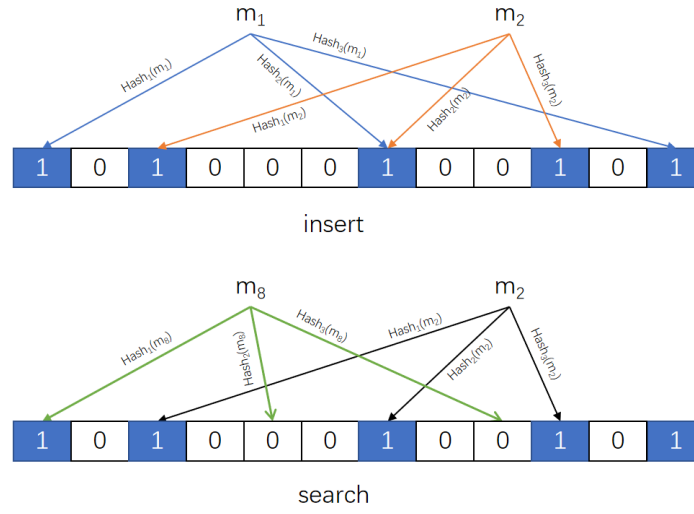 m₁ m₂
Hash₁(m₁) Hash₂(m₁) Hash₃(m₁) Hash₁(m₂) Hash₂(m₂) Hash₃(m₂)
1 0 1 0 0 0 1 0 0 1 0 1
insert
m₈ m₂
Hash₁(m₈) Hash₂(m₈) Hash₃(m₈) Hash₁(m₂) Hash₂(m₂) Hash₃(m₂)
1 0 1 0 0 0 1 0 0 1 0 1
search